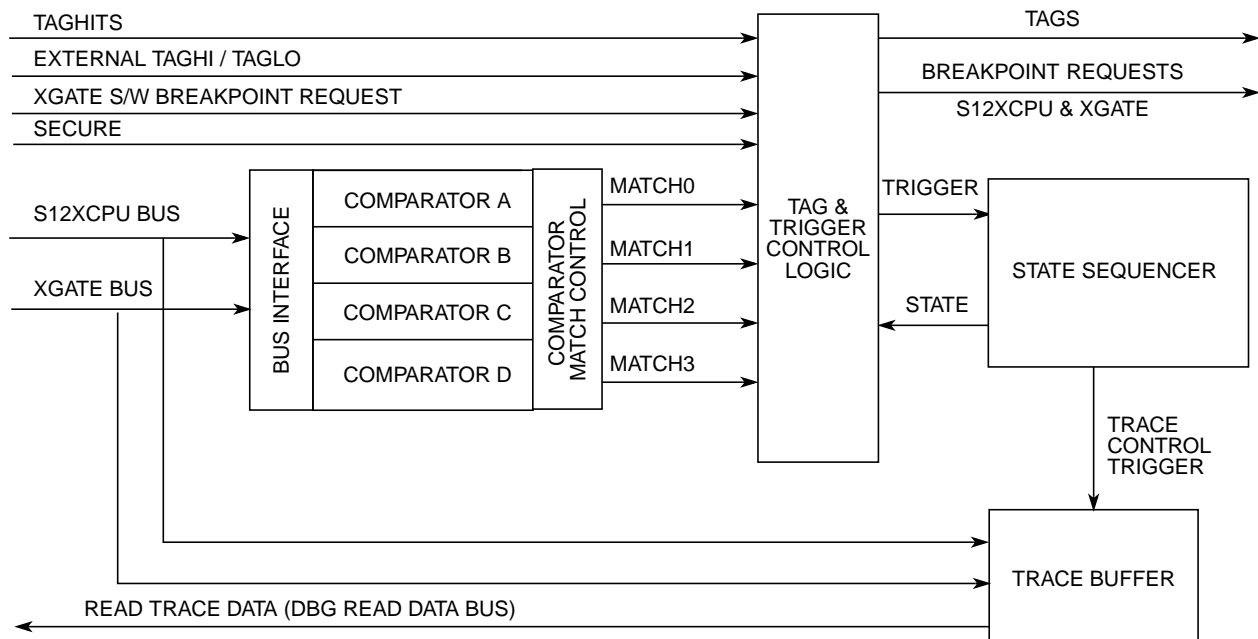 TAGHITS
EXTERNAL TAGHI / TAGLO
XGATE S/W BREAKPOINT REQUEST
SECURE
TAGS
BREAKPOINT REQUESTS
S12XCPU & XGATE
S12XCPU BUS
XGATE BUS
BUS INTERFACE
COMPARATOR A
COMPARATOR B
COMPARATOR C
COMPARATOR D
COMPARATOR
MATCH CONTROL
MATCH0
MATCH1
MATCH2
MATCH3
TAG &
TRIGGER
CONTROL
LOGIC
TRIGGER
STATE
STATE SEQUENCER
TRACE
CONTROL
TRIGGER
TRACE BUFFER
READ TRACE DATA (DBG READ DATA BUS)